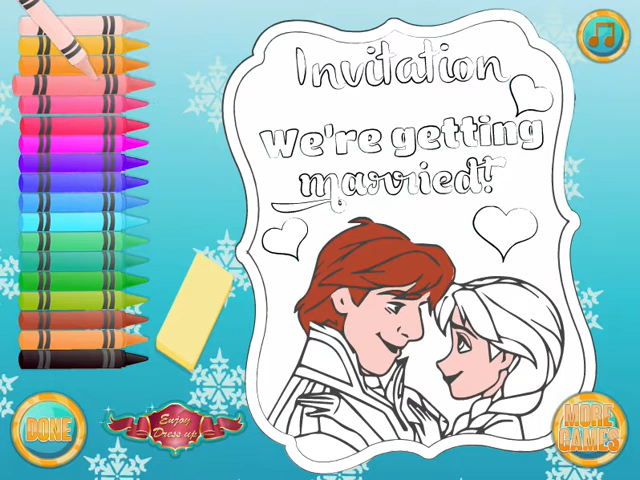 Invitation
We're getting
married!
DONE
Enjoy
Dress up
MORE
GAMES